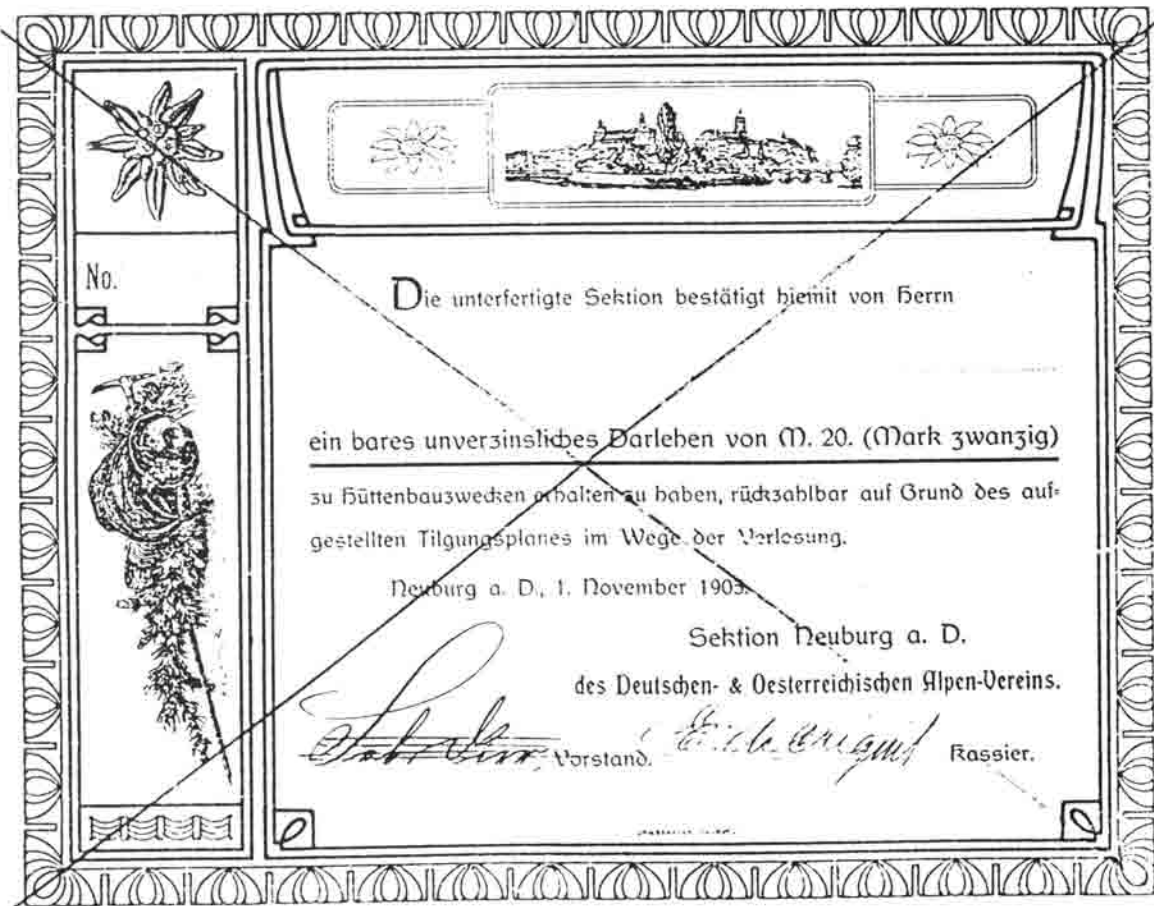 No.
Die unterfertigte Sektion bestätigt hiemit von Herrn
ein bares unverzinsliches Darlehen von M. 20. (Mark zwanzig)
zu Hüttenbauzwecken erhalten zu haben, rückzahlbar auf Grund des auf-
gestellten Tilgungsplanes im Wege der Verlosung.
Neuburg a. D., 1. November 1903.
Sektion Neuburg a. D.
des Deutschen- & Oesterreichischen Alpen-Vereins.
Vorstand. Kassier.